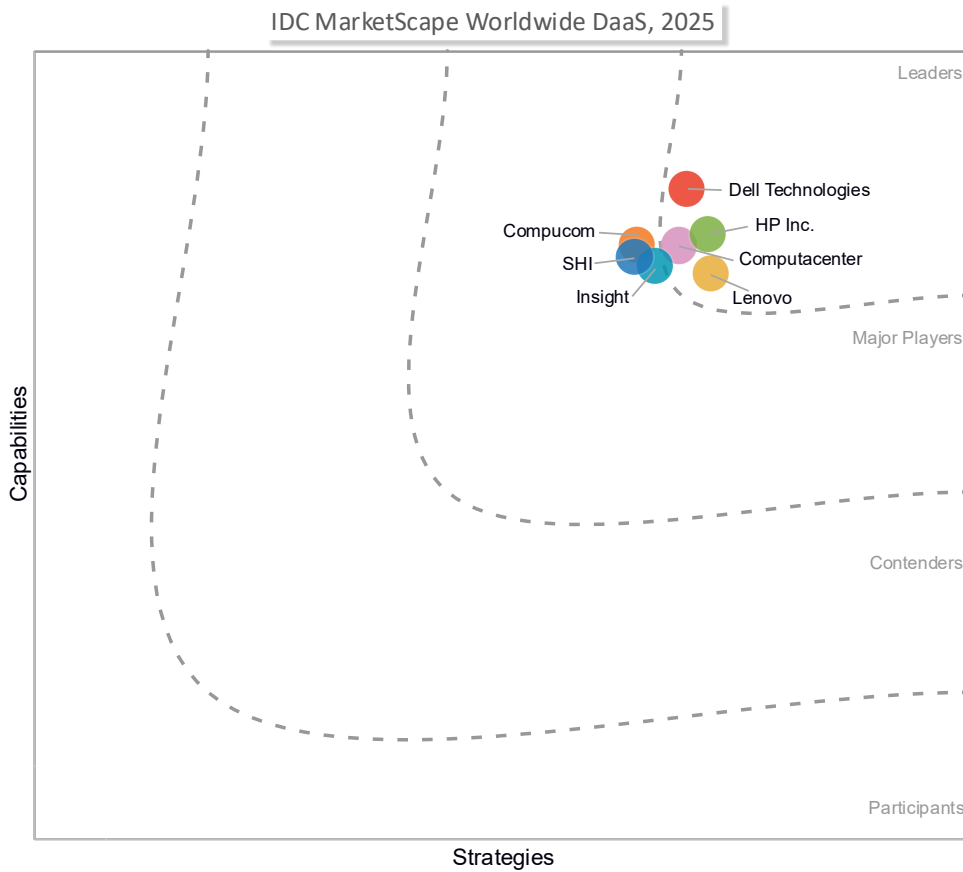 IDC MarketScape Worldwide DaaS, 2025
Leaders
Dell Technologies
HP Inc.
Compucom
Computacenter
SHI
Insight
Lenovo
Major Players
Capabilities
Contenders
Participants
Strategies